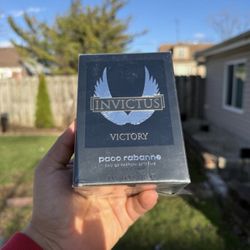 INVICTUS
VICTORY
paco rabanne
EAU DE PARFUM EXTRÊME